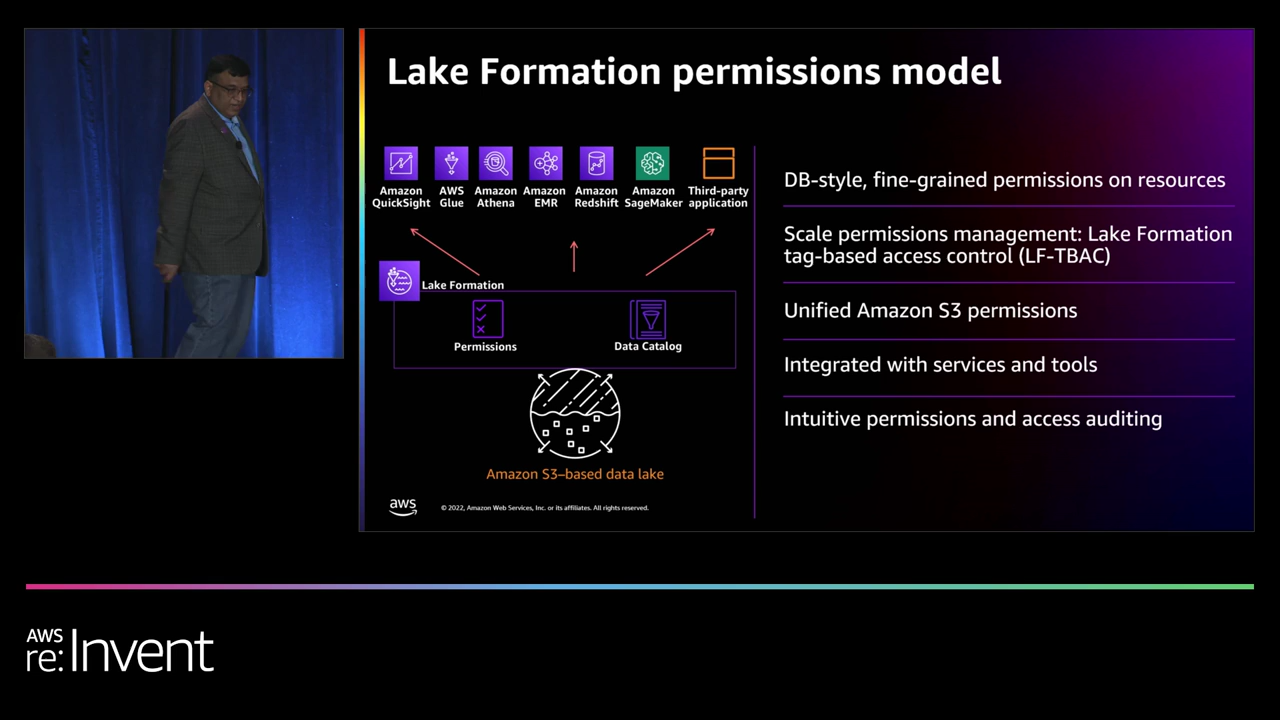 Lake Formation permissions model
Amazon
QuickSight
AWS
Glue
Amazon
Athena
Amazon
EMR
Amazon
Redshift
Amazon
SageMaker
Third-party
application
Lake Formation
Permissions
Data Catalog
Amazon S3–based data lake
DB-style, fine-grained permissions on resources
Scale permissions management: Lake Formation
tag-based access control (LF-TBAC)
Unified Amazon S3 permissions
Integrated with services and tools
Intuitive permissions and access auditing
aws
© 2022, Amazon Web Services, Inc. or its affiliates. All rights reserved.
AWS
re:Invent